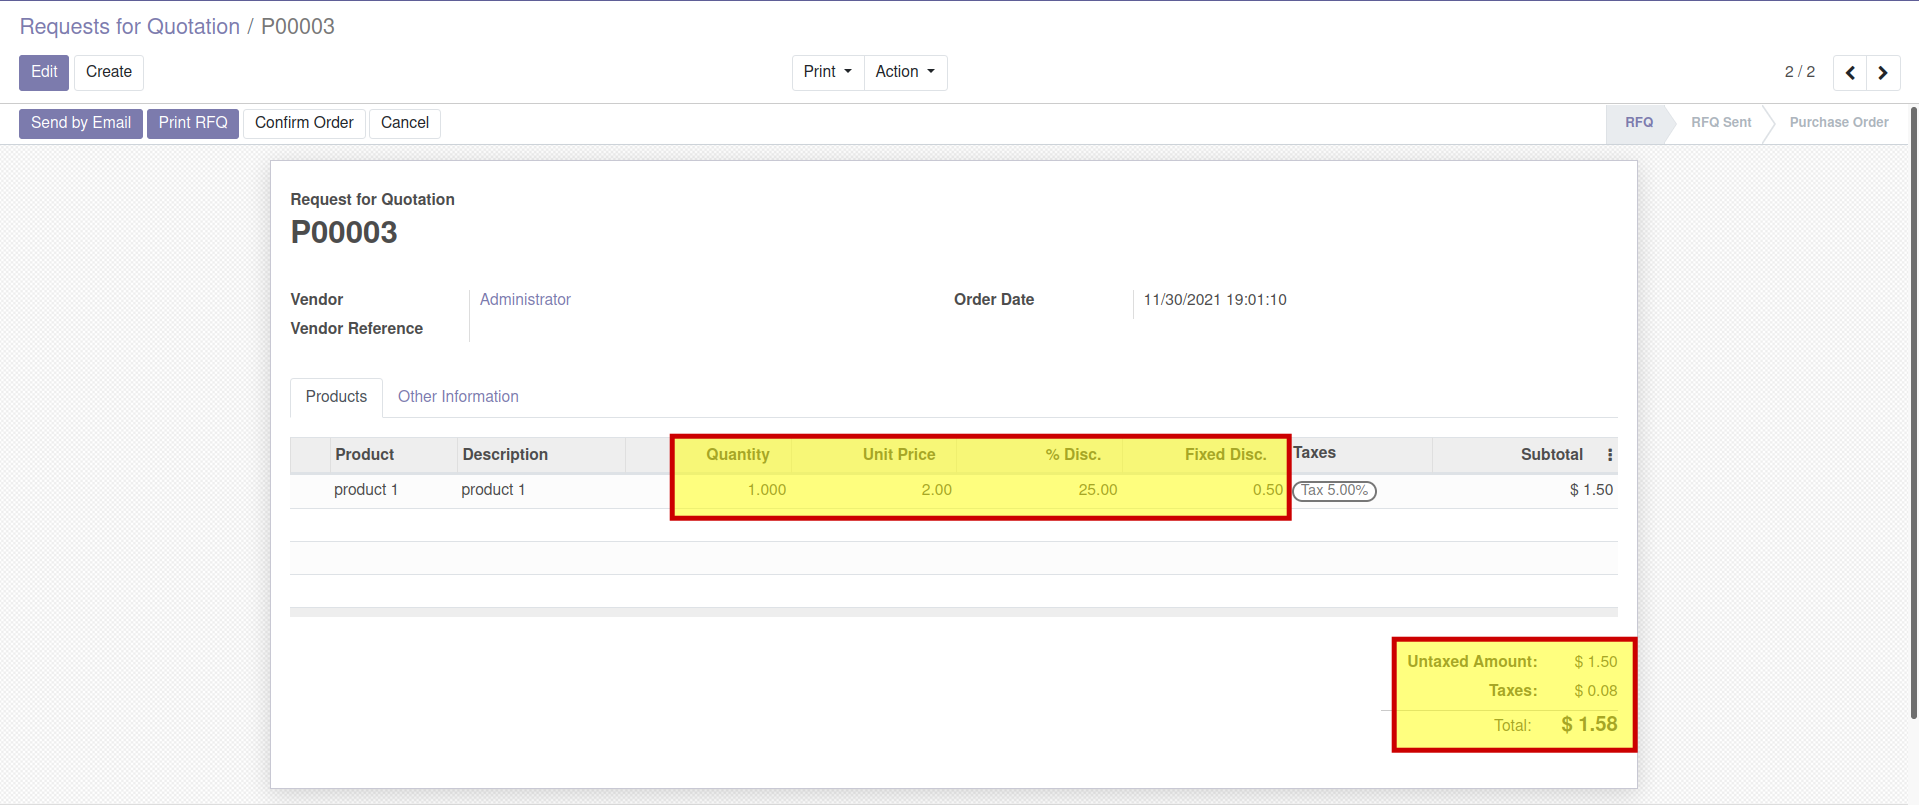 Requests for Quotation / P00003
Edit Create Print Action 2 / 2
Send by Email Print RFQ Confirm Order Cancel RFQ RFQ Sent Purchase Order
Request for Quotation
P00003
Vendor Administrator Order Date 11/30/2021 19:01:10
Vendor Reference
Products Other Information
Product Description Quantity Unit Price % Disc. Fixed Disc. Taxes Subtotal
product 1 product 1 1.000 2.00 25.00 0.50 Tax 5.00% $ 1.50
Untaxed Amount: $ 1.50
Taxes: $ 0.08
Total: $ 1.58